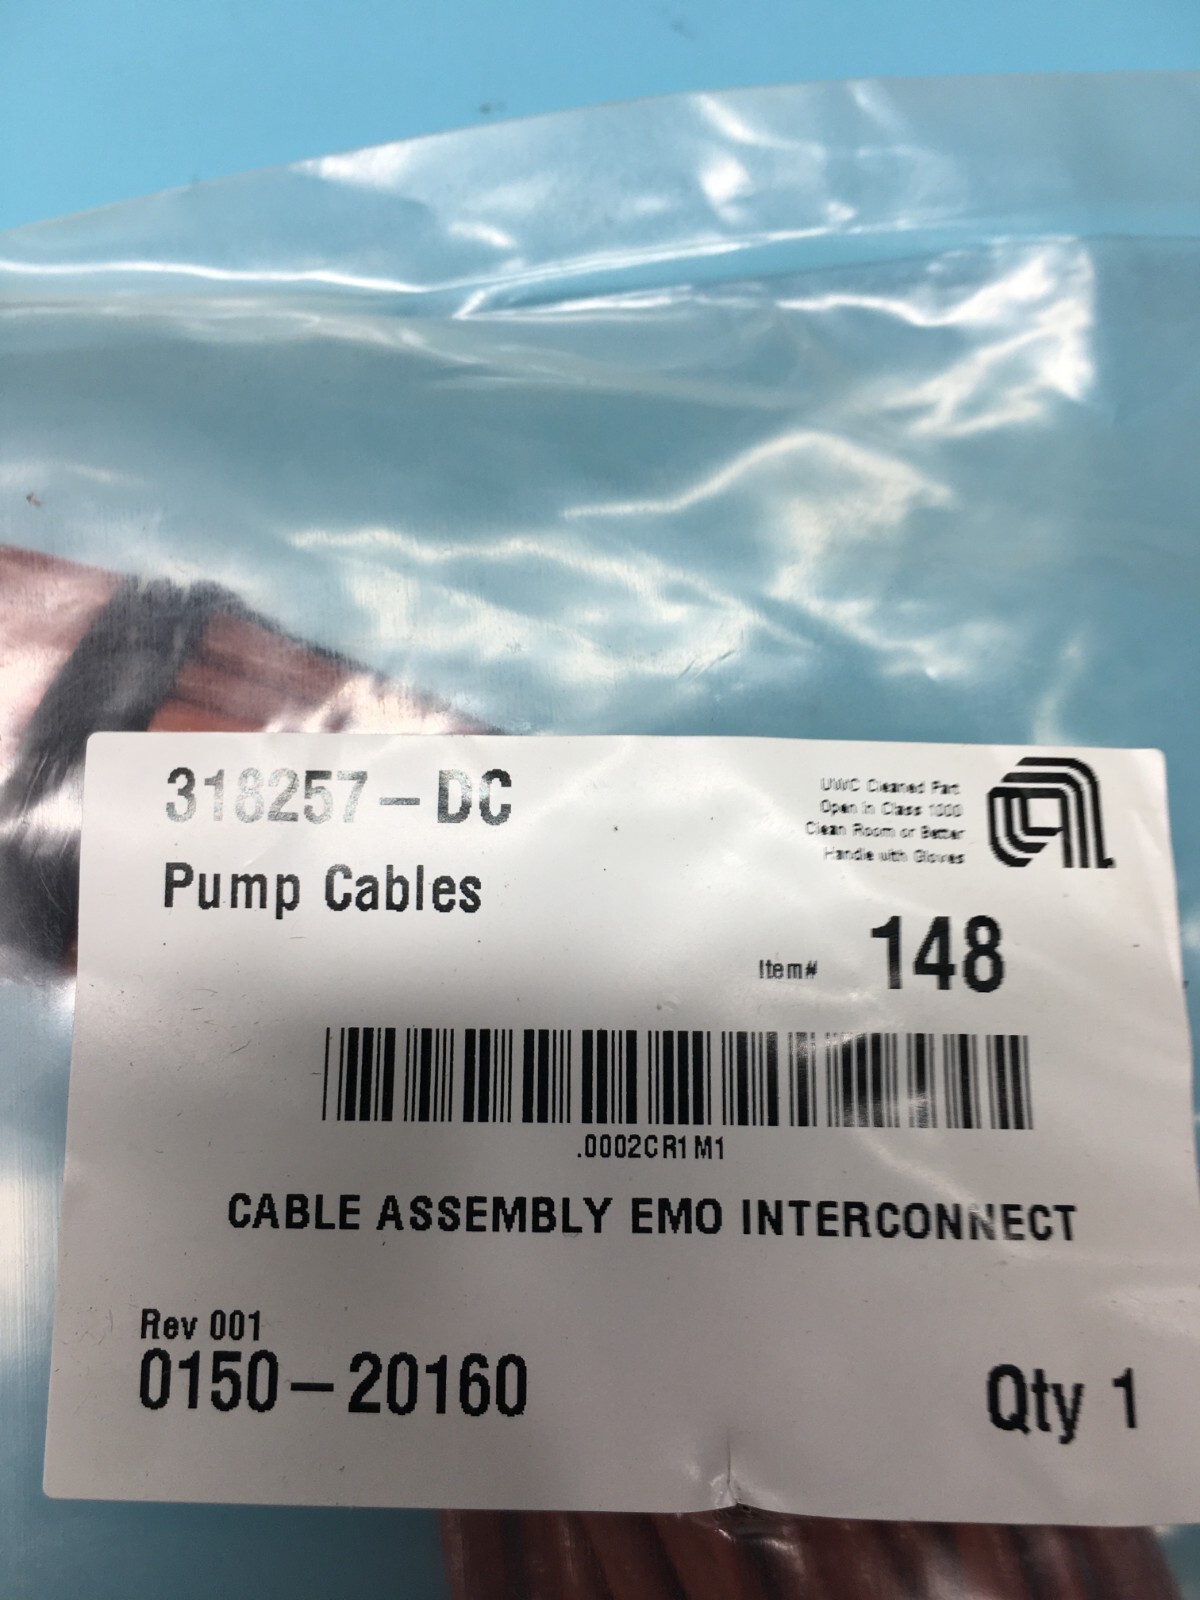 318257-DC
UWC Cleaned Part
Open in Class 1000
Clean Room or Better
Handle with Gloves
Pump Cables
Item# 148
.0002CR1M1
CABLE ASSEMBLY EMO INTERCONNECT
Rev 001
0150-20160
Qty 1